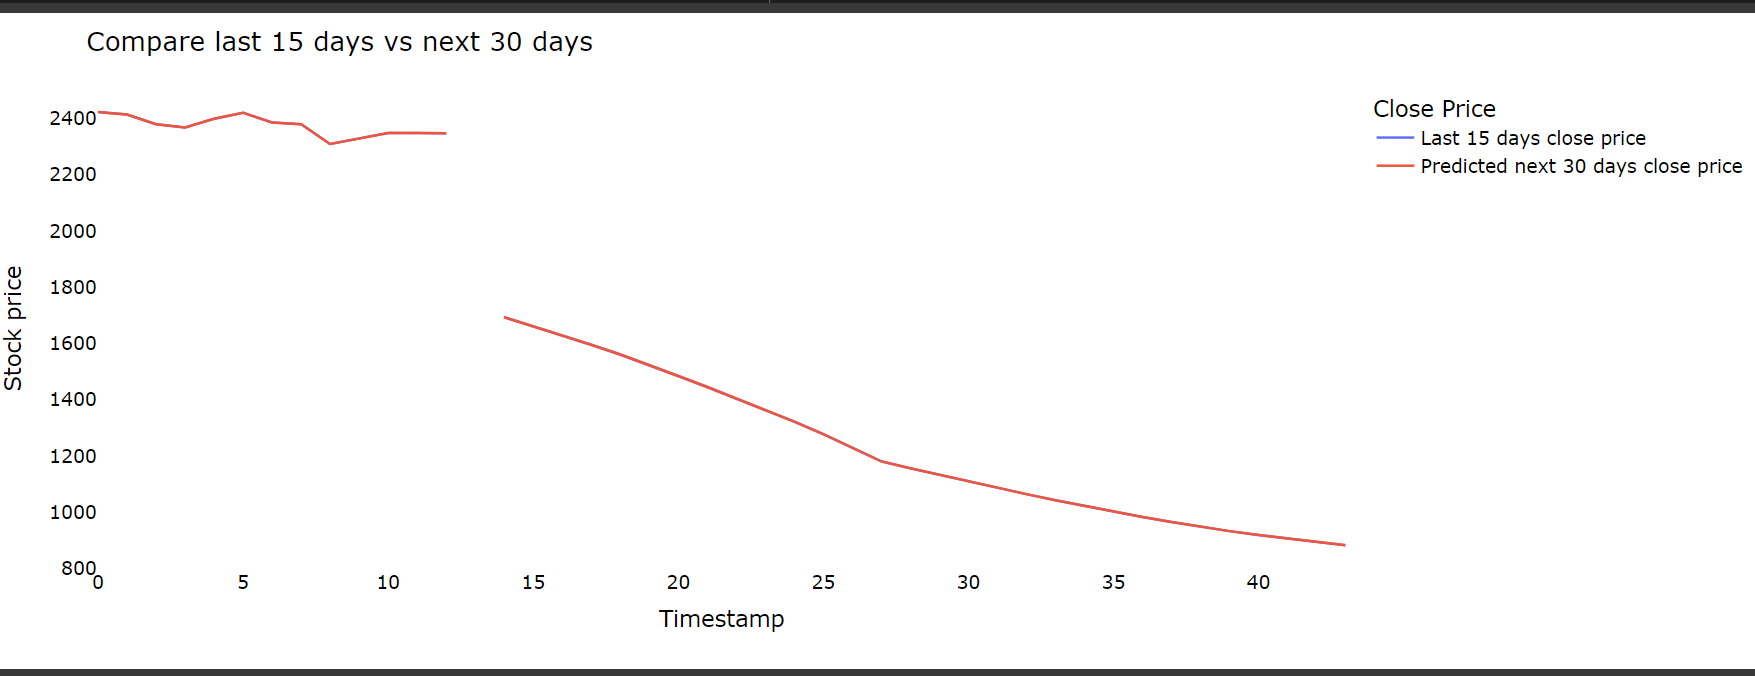 Compare last 15 days vs next 30 days
Close Price
Last 15 days close price
Predicted next 30 days close price
Stock price
2400
2200
2000
1800
1600
1400
1200
1000
800
0 5 10 15 20 25 30 35 40
Timestamp